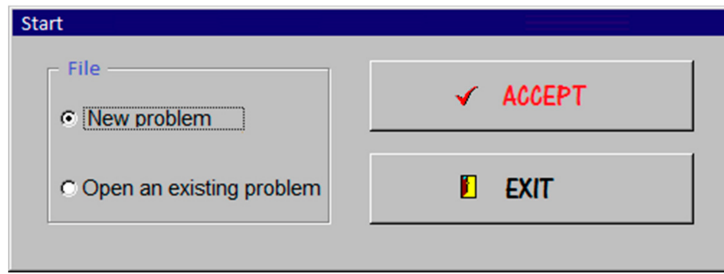 Start
File
New problem
Open an existing problem
ACCEPT
EXIT